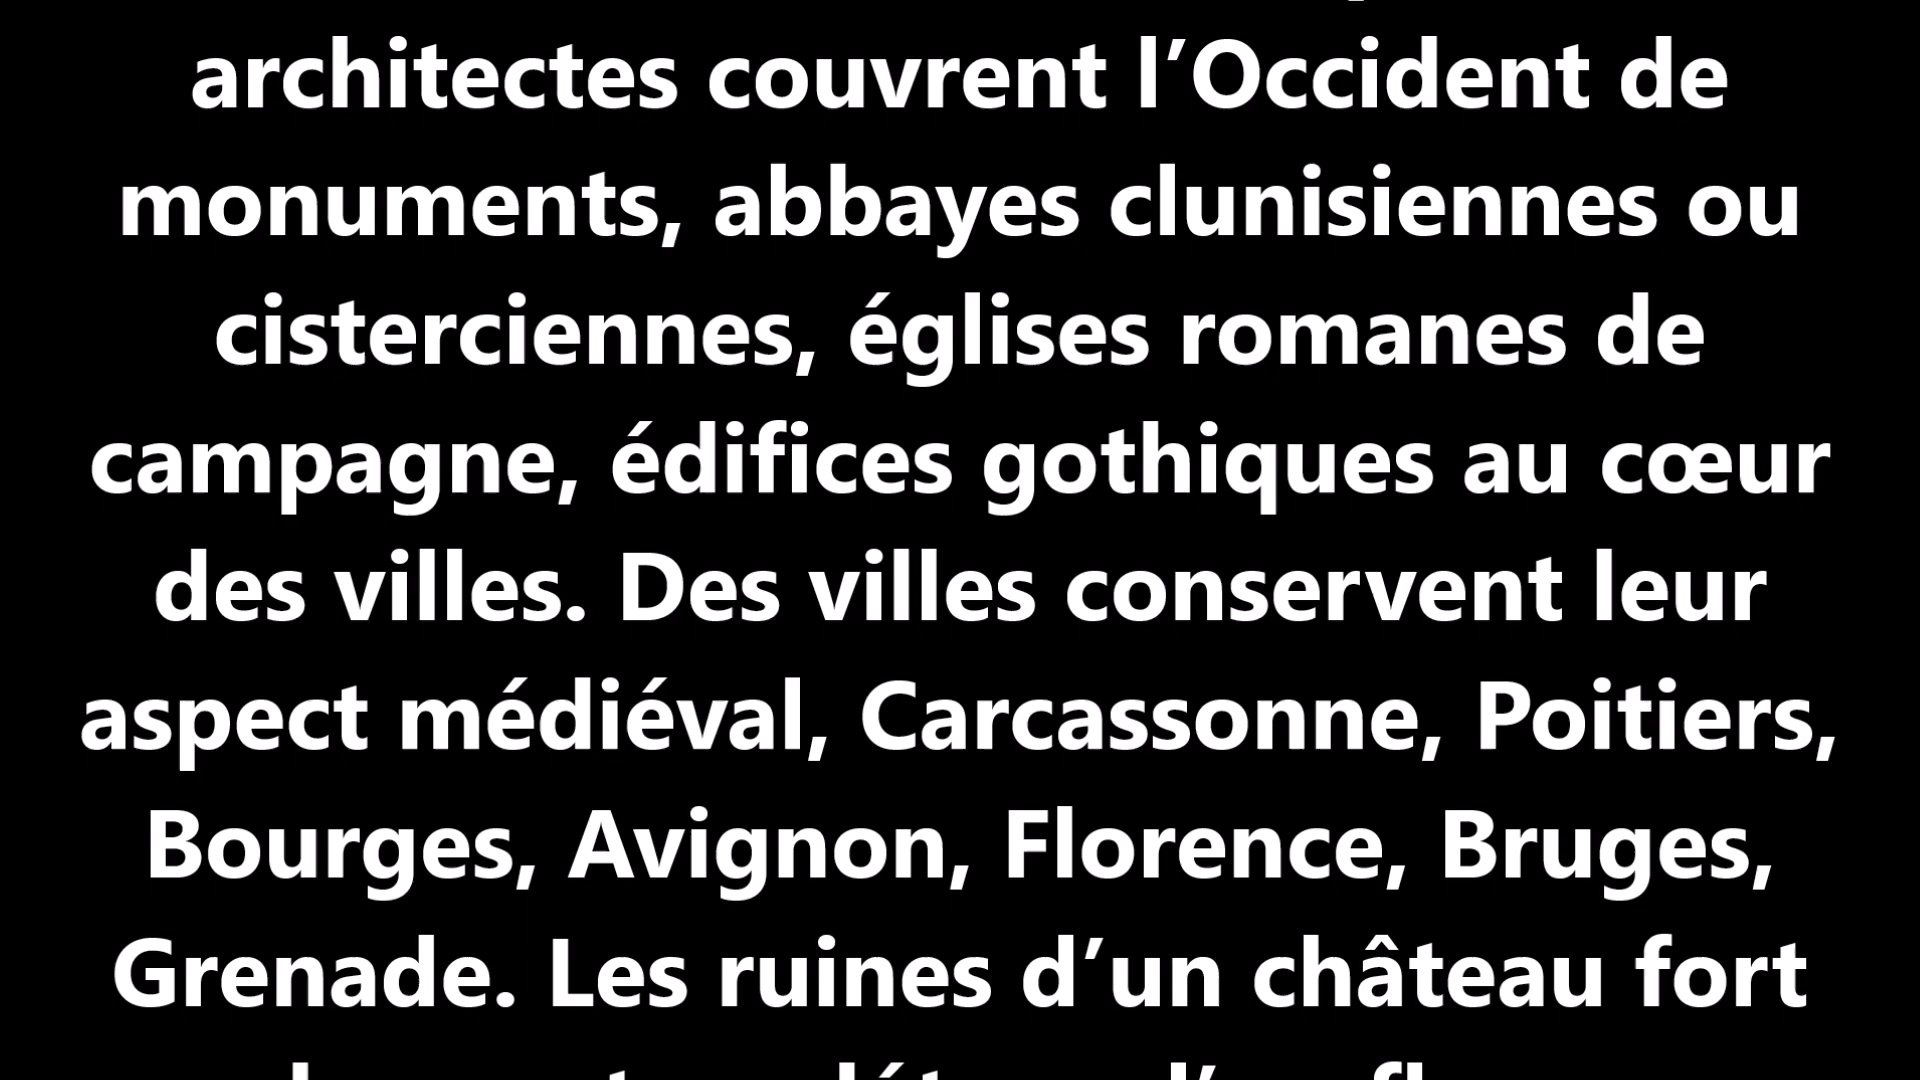 architectes couvrent l’Occident de
monuments, abbayes clunisiennes ou
cisterciennes, églises romanes de
campagne, édifices gothiques au cœur
des villes. Des villes conservent leur
aspect médiéval, Carcassonne, Poitiers,
Bourges, Avignon, Florence, Bruges,
Grenade. Les ruines d’un château fort